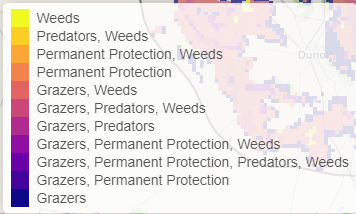 Weeds
Predators, Weeds
Permanent Protection, Weeds
Permanent Protection
Grazers, Weeds
Grazers, Predators, Weeds
Grazers, Predators
Grazers, Permanent Protection, Weeds
Grazers, Permanent Protection, Predators, Weeds
Grazers, Permanent Protection
Grazers